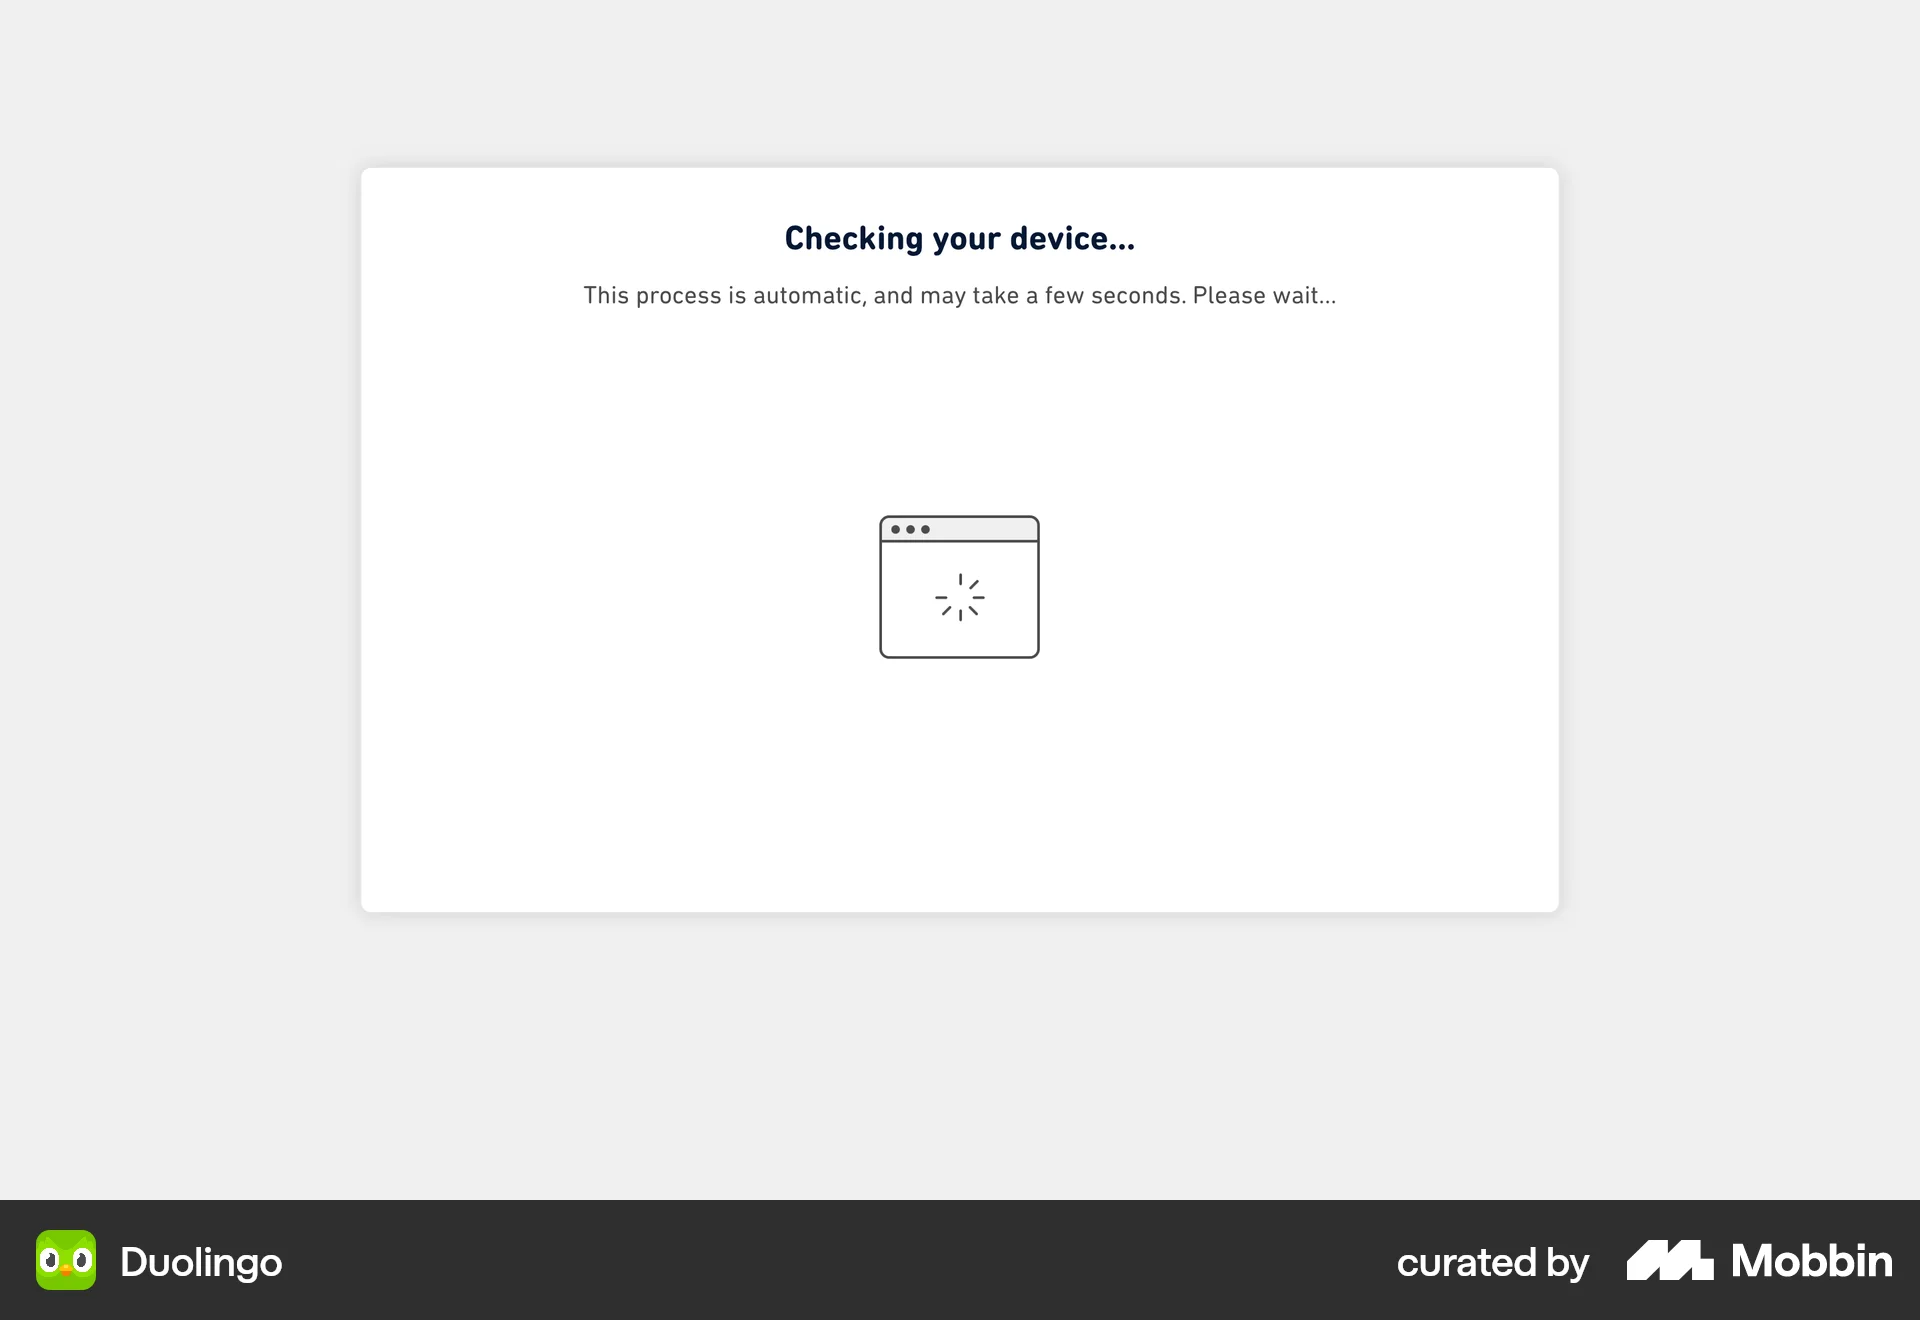 Checking your device...
This process is automatic, and may take a few seconds. Please wait...
Duolingo
curated by Mobbin